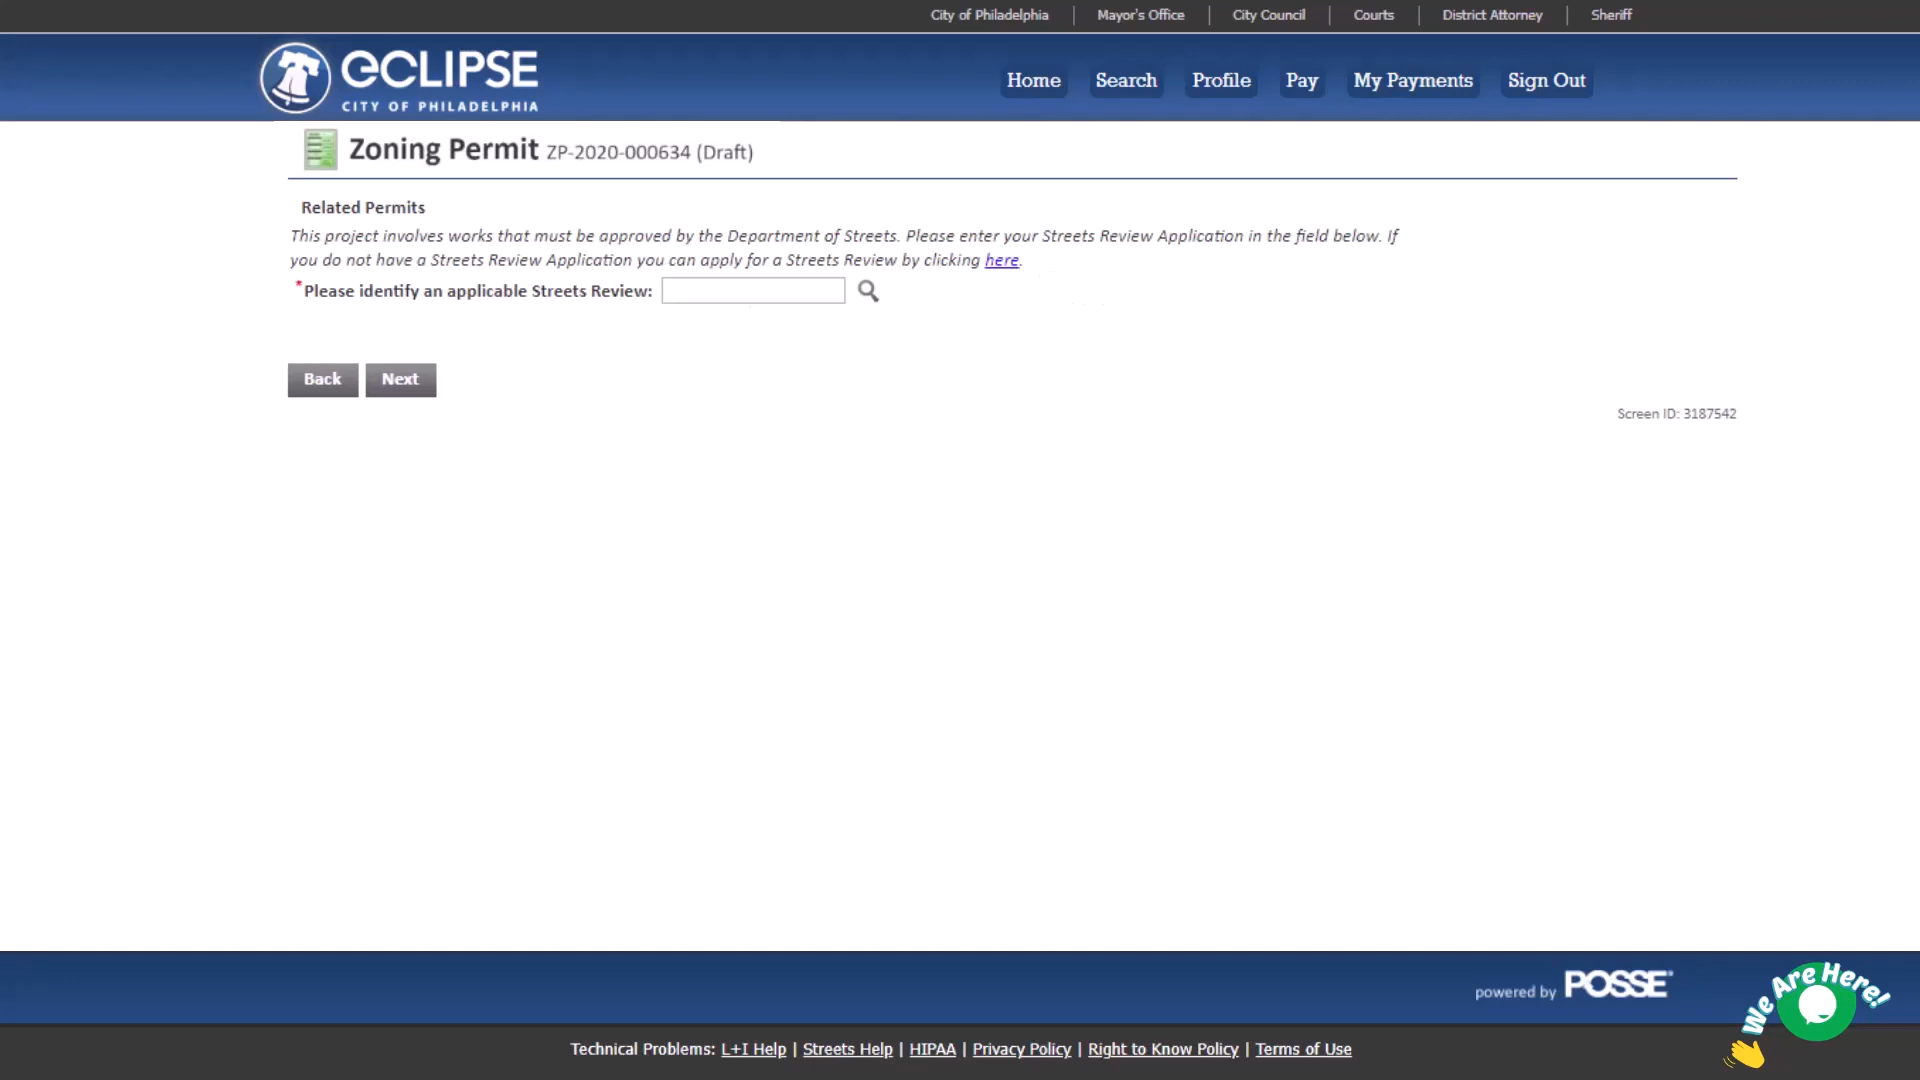 City of Philadelphia | Mayor's Office | City Council | Courts | District Attorney | Sheriff
eCLIPSE
CITY OF PHILADELPHIA
Home Search Profile Pay My Payments Sign Out
Zoning Permit ZP-2020-000634 (Draft)
Related Permits
This project involves works that must be approved by the Department of Streets. Please enter your Streets Review Application in the field below. If
you do not have a Streets Review Application you can apply for a Streets Review by clicking here.
*Please identify an applicable Streets Review:
Back Next
Screen ID: 3187542
powered by POSSE
We Are Here!
Technical Problems: L+I Help | Streets Help | HIPAA | Privacy Policy | Right to Know Policy | Terms of Use